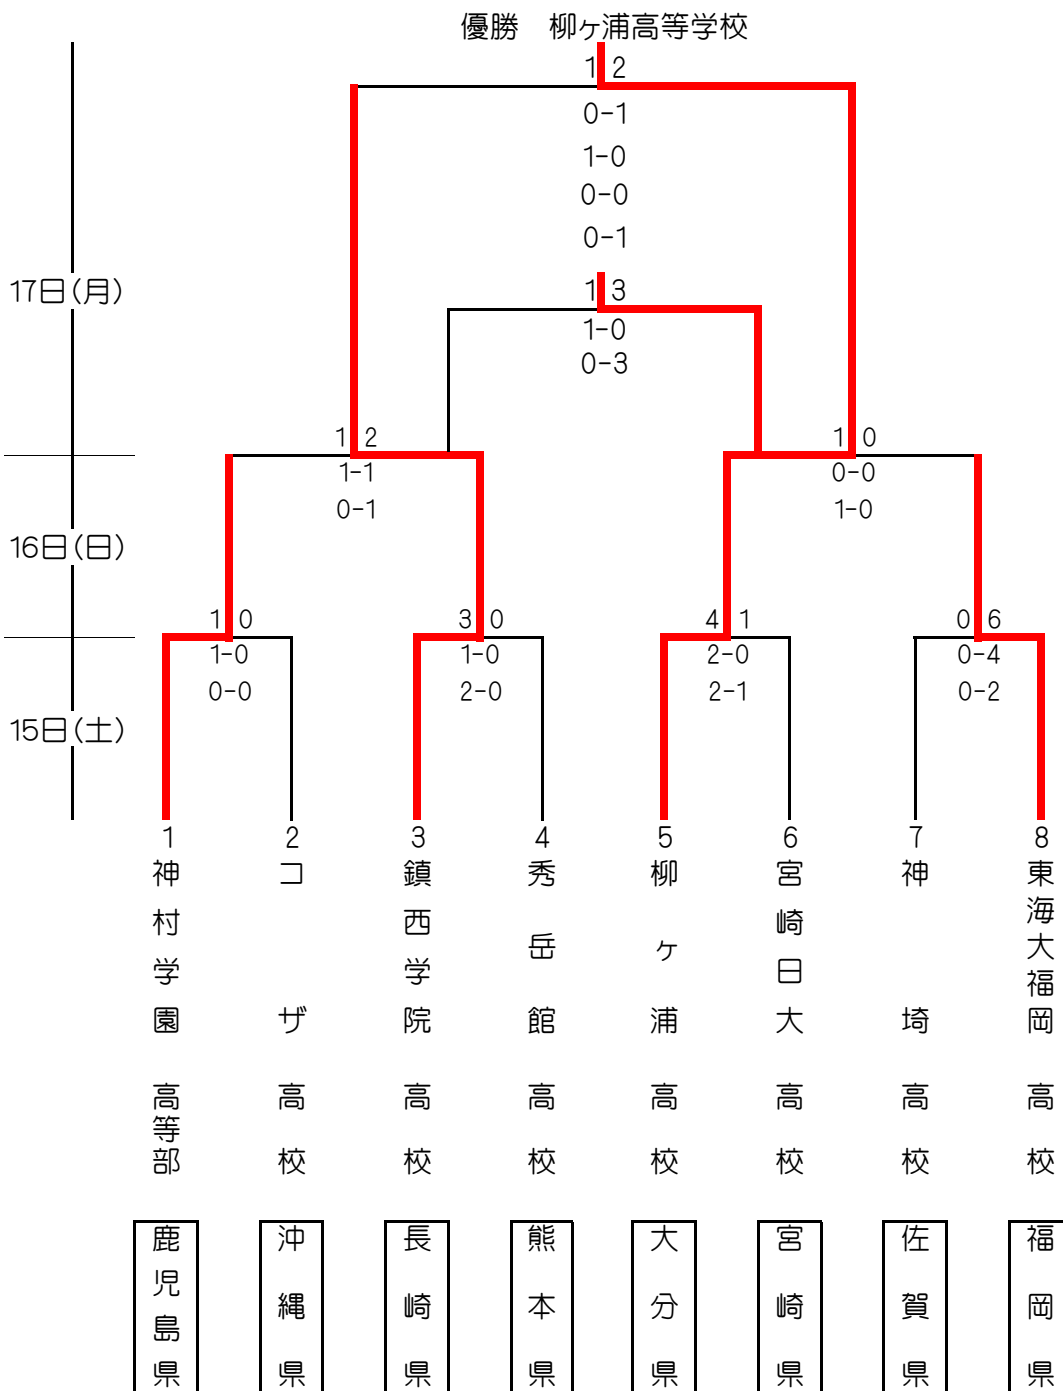 優勝 柳ヶ浦高等学校
1 2
0-1
1-0
0-0
0-1
17日(月)
1 3
1-0
0-3
1 2
1-1
0-1
1 0
0-0
1-0
16日(日)
1 0
1-0
0-0
3 0
1-0
2-0
4 1
2-0
2-1
0 6
0-4
0-2
15日(土)
1
神村学園 高等部
鹿児島県
2
コザ 高校
沖縄県
3
鎮西学院 高校
長崎県
4
秀岳館 高校
熊本県
5
柳ヶ浦 高校
大分県
6
宮崎日大 高校
宮崎県
7
神埼 高校
佐賀県
8
東海大福岡 高校
福岡県